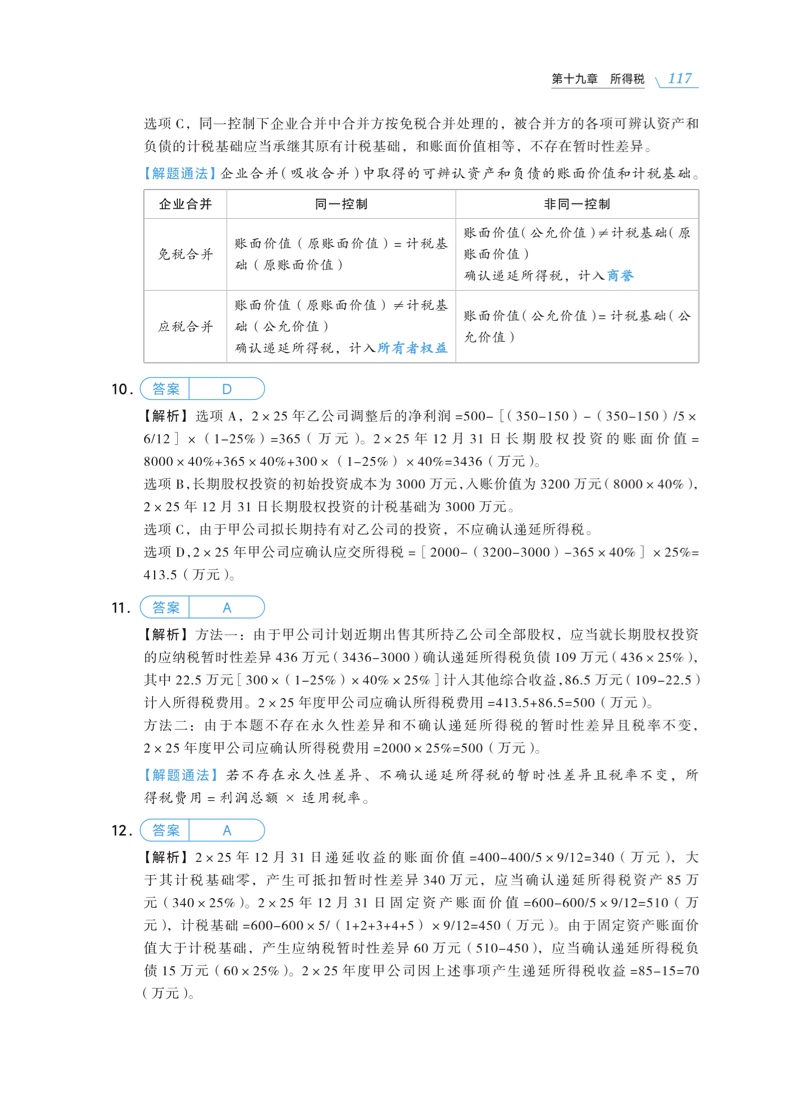 第十九章　所得税　117
选项 C，同一控制下企业合并中合并方按免税合并处理的，被合并方的各项可辨认资产和
负债的计税基础应当承继其原有计税基础，和账面价值相等，不存在暂时性差异。
【解题通法】企业合并（吸收合并）中取得的可辨认资产和负债的账面价值和计税基础。
企业合并　同一控制　非同一控制
免税合并
账面价值（原账面价值）= 计税基
础（原账面价值）
账面价值（公允价值）≠计税基础（原
账面价值）
确认递延所得税，计入商誉
应税合并
账面价值（原账面价值）≠计税基
础（公允价值）
确认递延所得税，计入所有者权益
账面价值（公允价值）= 计税基础（公
允价值）
10. 答案 D
【解析】选项 A，2×25 年乙公司调整后的净利润 =500-［（350-150）-（350-150）/5×
6/12］×（1-25%）=365（万元）。2×25 年 12 月 31 日长期股权投资的账面价值 =
8000×40%+365×40%+300×（1-25%）×40%=3436（万元）。
选项 B，长期股权投资的初始投资成本为 3000 万元，入账价值为 3200 万元（8000×40%），
2×25 年 12 月 31 日长期股权投资的计税基础为 3000 万元。
选项 C，由于甲公司拟长期持有对乙公司的投资，不应确认递延所得税。
选项 D，2×25 年甲公司应确认应交所得税 =［2000-（3200-3000）-365×40%］×25%=
413.5（万元）。
11. 答案 A
【解析】方法一：由于甲公司计划近期出售其所持乙公司全部股权，应当就长期股权投资
的应纳税暂时性差异 436 万元（3436-3000）确认递延所得税负债 109 万元（436×25%），
其中 22.5 万元［300×（1-25%）×40%×25%］计入其他综合收益，86.5 万元（109-22.5）
计入所得税费用。2×25 年度甲公司应确认所得税费用 =413.5+86.5=500（万元）。
方法二：由于本题不存在永久性差异和不确认递延所得税的暂时性差异且税率不变，
2×25 年度甲公司应确认所得税费用 =2000×25%=500（万元）。
【解题通法】若不存在永久性差异、不确认递延所得税的暂时性差异且税率不变，所
得税费用 = 利润总额 × 适用税率。
12. 答案 A
【解析】2×25 年 12 月 31 日递延收益的账面价值 =400-400/5×9/12=340（万元），大
于其计税基础零，产生可抵扣暂时性差异 340 万元，应当确认递延所得税资产 85 万
元（340×25%）。2×25 年 12 月 31 日固定资产账面价值 =600-600/5×9/12=510（万
元），计税基础 =600-600×5/（1+2+3+4+5）×9/12=450（万元）。由于固定资产账面价
值大于计税基础，产生应纳税暂时性差异 60 万元（510-450），应当确认递延所得税负
债 15 万元（60×25%）。2×25 年度甲公司因上述事项产生递延所得税收益 =85-15=70
（万元）。